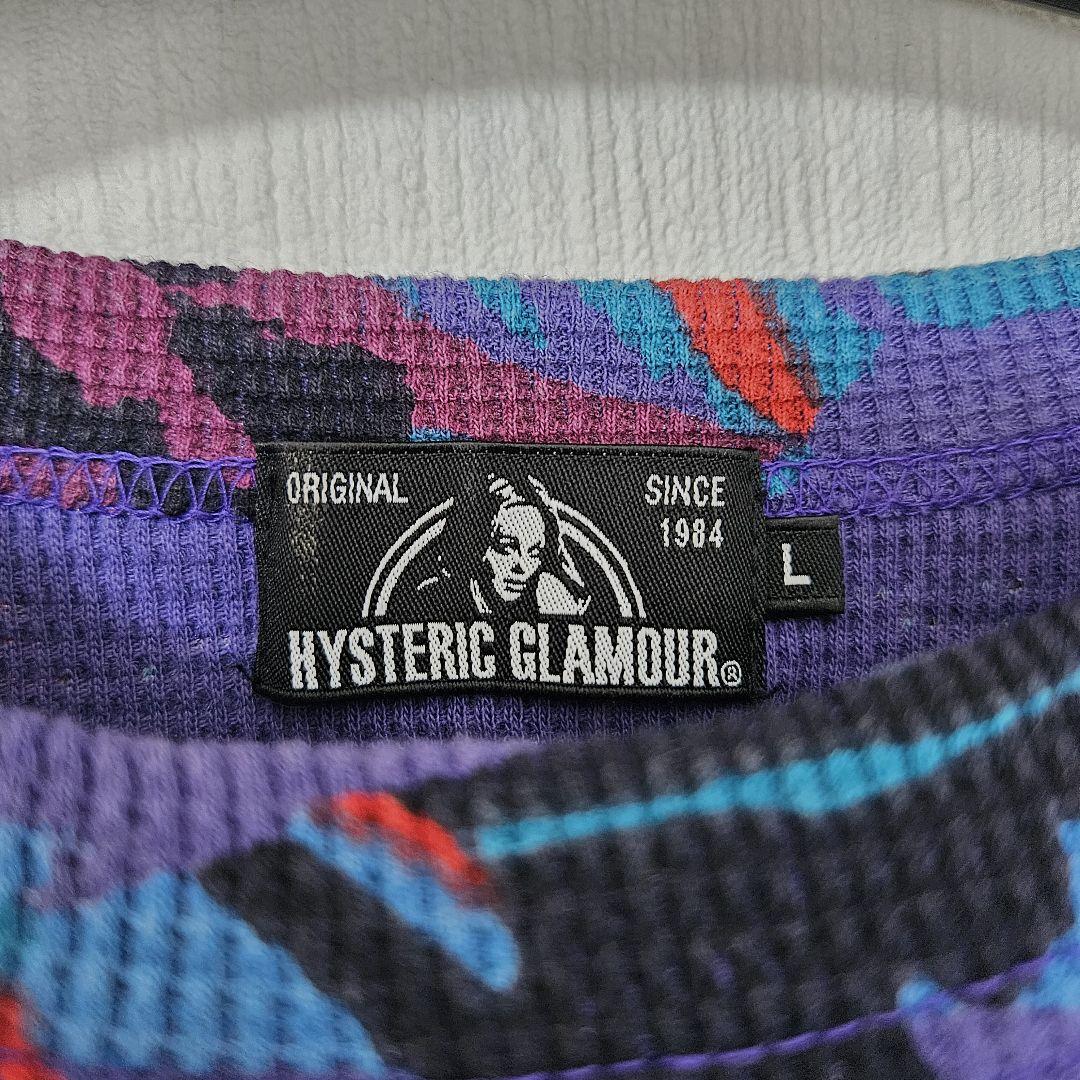 ORIGINAL
SINCE
1984
L
HYSTERIC GLAMOUR®